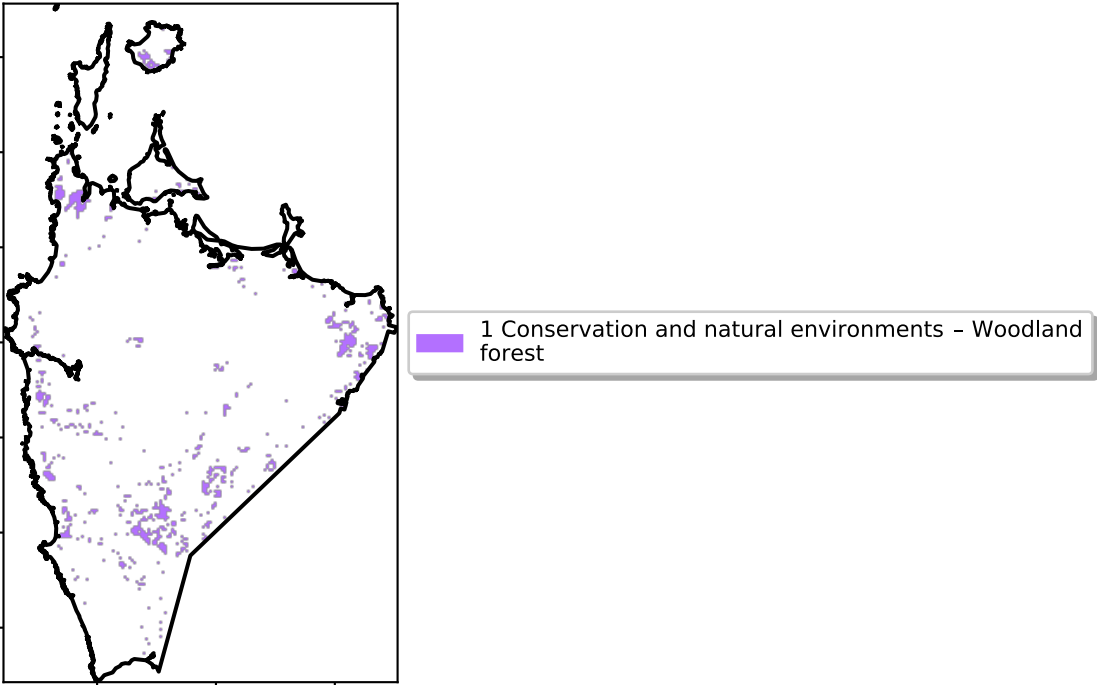 1 Conservation and natural environments – Woodland
forest